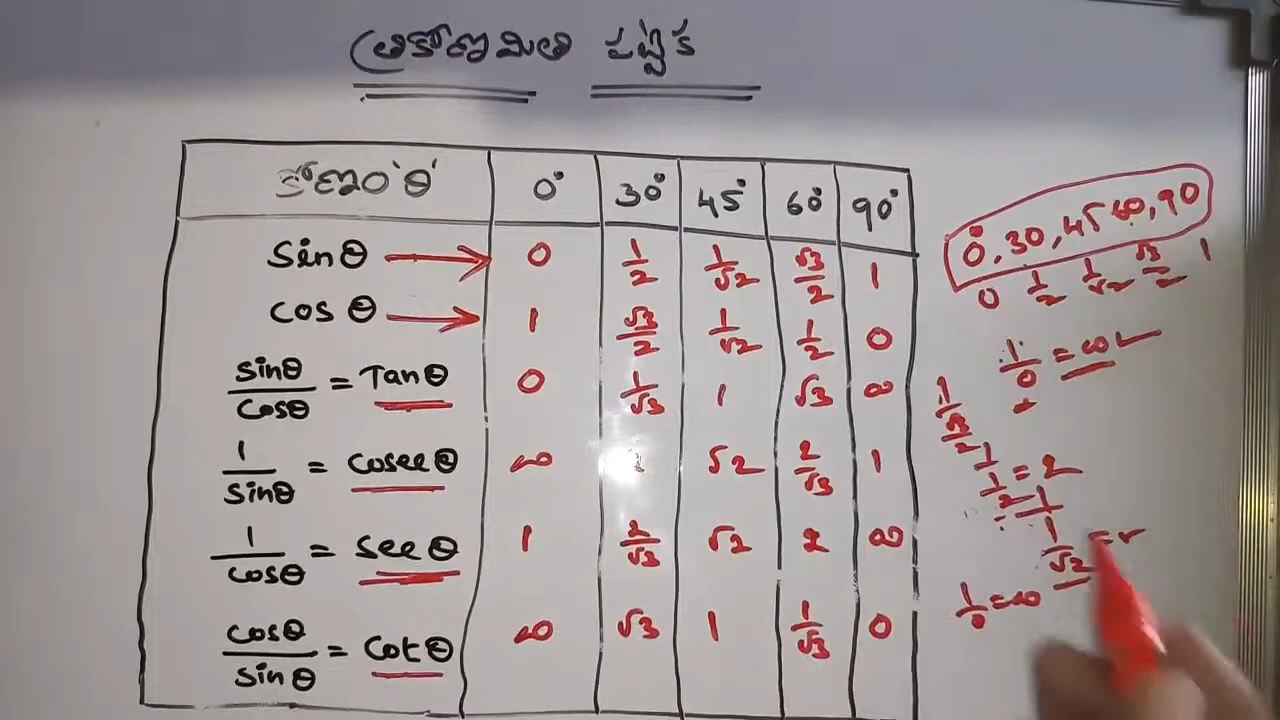 త్రికోణమితి పట్టిక
కోణం θ 0° 30° 45° 60° 90°
sinθ → 0 1/2 1/√2 √3/2 1
cos θ → 1 √3/2 1/√2 1/2 0
sinθ/cosθ = Tanθ 0 1/√3 1 √3 ∞
1/sinθ = cosecθ ∞ √2 2/√3 1
1/cosθ = secθ 1 2/√3 √2 2 ∞
cosθ/sinθ = cotθ ∞ √3 1 1/√3 0
0°, 30, 45 60, 90
0 1/2 1/√2 √3/2 1
1/0 = ∞
1/0 = ∞